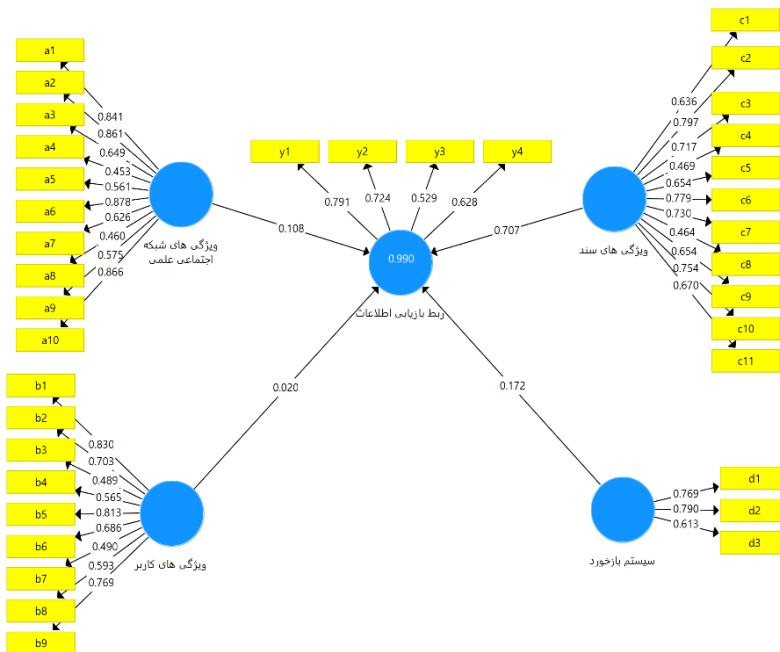 a1
a2
a3
a4
a5
a6
a7
a8
a9
a10
0.841
0.861
0.649
0.453
0.561
0.878
0.626
0.460
0.575
0.866
ویژگی های شبکه
اجتماعی علمی
0.108
y1
y2
y3
y4
0.791
0.724
0.529
0.628
0.990
ربط بازیابی اطلاعات
c1
c2
c3
c4
c5
c6
c7
c8
c9
c10
c11
0.636
0.797
0.717
0.469
0.654
0.779
0.730
0.464
0.654
0.754
0.670
ویژگی های سند
0.707
b1
b2
b3
b4
b5
b6
b7
b8
b9
0.830
0.703
0.489
0.565
0.813
0.686
0.490
0.593
0.769
ویژگی های کاربر
0.020
0.172
d1
d2
d3
0.769
0.790
0.613
سیستم بازخورد